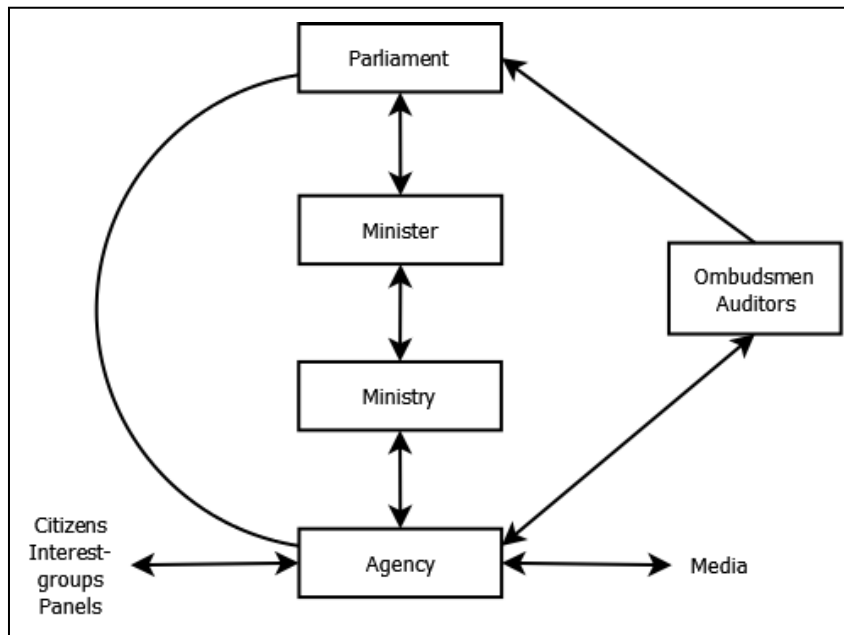 Parliament
Minister
Ombudsmen
Auditors
Ministry
Citizens
Interest-
groups
Panels
Agency
Media